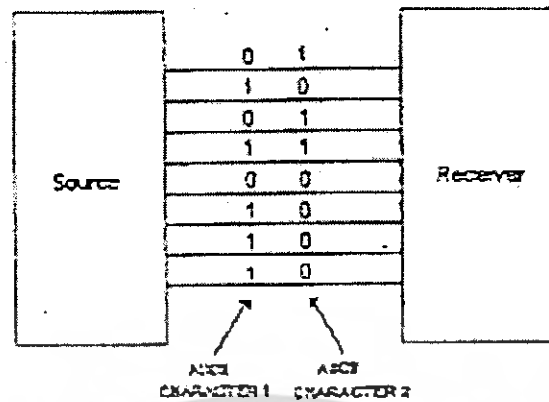 0 1
1 0
0 1
1 1
Source 0 0 Receiver
1 0
1 0
1 0
ASCII ASCII
CHARACTER 1 CHARACTER 2